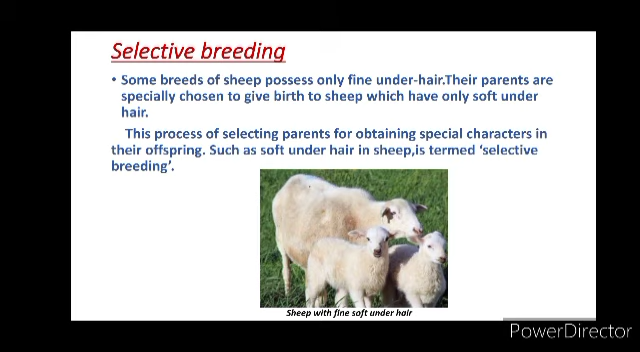 Selective breeding
• Some breeds of sheep possess only fine under-hair.Their parents are
specially chosen to give birth to sheep which have only soft under
hair.
This process of selecting parents for obtaining special characters in
their offspring. Such as soft under hair in sheep,is termed ‘selective
breeding’.
Sheep with fine soft under hair
PowerDirector